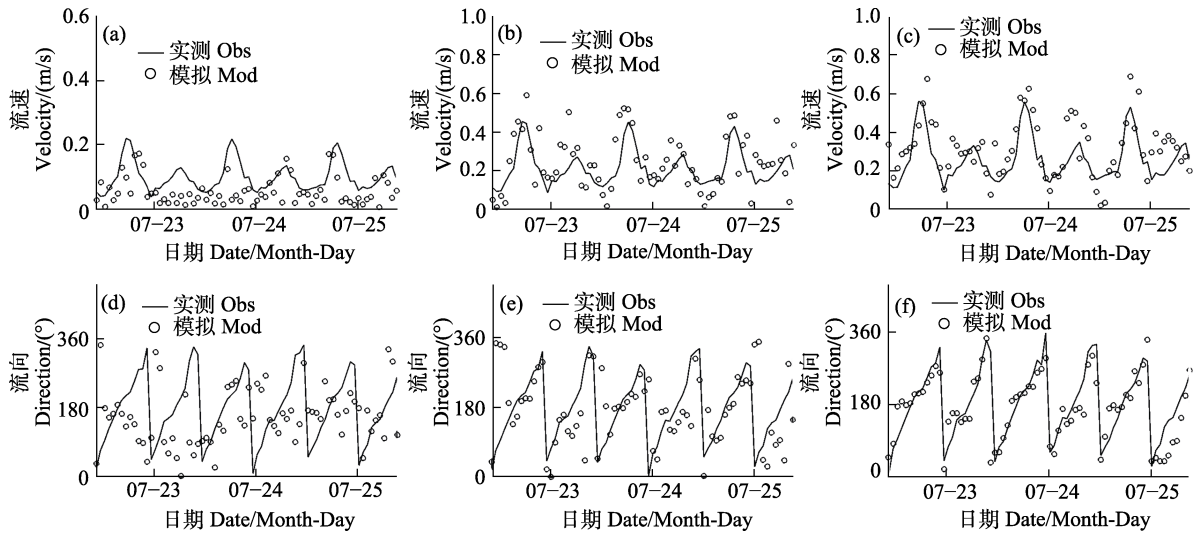 (a)
实测 Obs
模拟 Mod
流速
Velocity/(m/s)
0.6
0.4
0.2
0
07−23
07−24
07−25
日期 Date/Month-Day
(b)
实测 Obs
模拟 Mod
流速
Velocity/(m/s)
1.0
0.8
0.6
0.4
0.2
0
07−23
07−24
07−25
日期 Date/Month-Day
(c)
实测 Obs
模拟 Mod
流速
Velocity/(m/s)
1.0
0.8
0.6
0.4
0.2
0
07−23
07−24
07−25
日期 Date/Month-Day
(d)
实测 Obs
模拟 Mod
流向
Direction/(°)
360
180
0
07−23
07−24
07−25
日期 Date/Month-Day
(e)
实测 Obs
模拟 Mod
流向
Direction/(°)
360
180
0
07−23
07−24
07−25
日期 Date/Month-Day
(f)
实测 Obs
模拟 Mod
流向
Direction/(°)
360
180
0
07−23
07−24
07−25
日期 Date/Month-Day